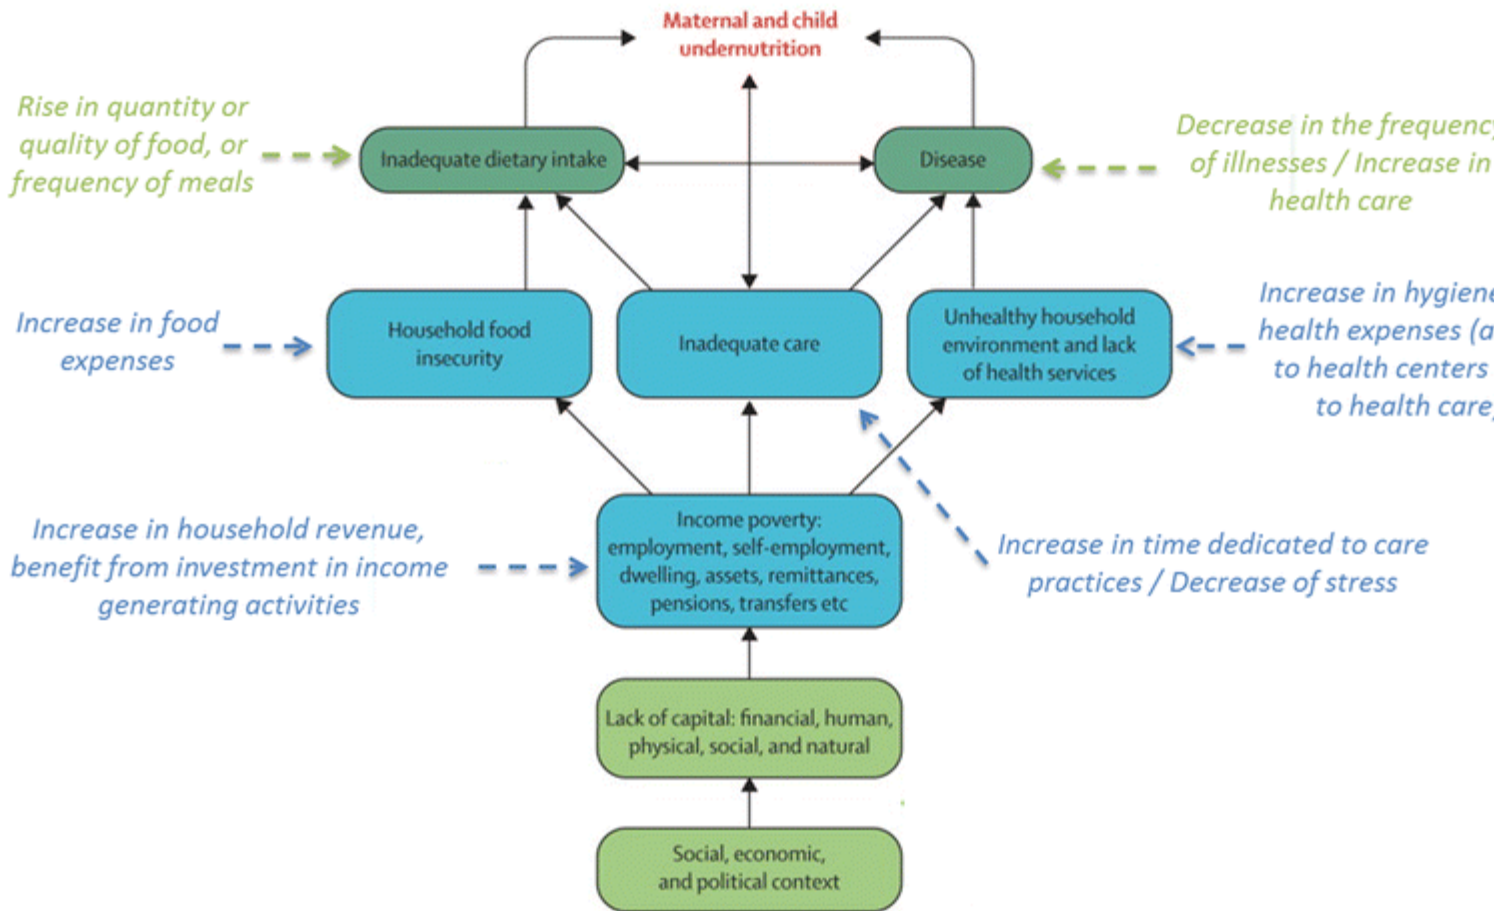 Maternal and child
undernutrition
Rise in quantity or
quality of food, or
frequency of meals
Inadequate dietary intake
Disease
Decrease in the frequency
of illnesses / Increase in
health care
Increase in food
expenses
Household food
insecurity
Inadequate care
Unhealthy household
environment and lack
of health services
Increase in hygiene
health expenses (a
to health centers
to health care
Increase in household revenue,
benefit from investment in income
generating activities
Income poverty:
employment, self-employment,
dwelling, assets, remittances,
pensions, transfers etc
Increase in time dedicated to care
practices / Decrease of stress
Lack of capital: financial, human,
physical, social, and natural
Social, economic,
and political context